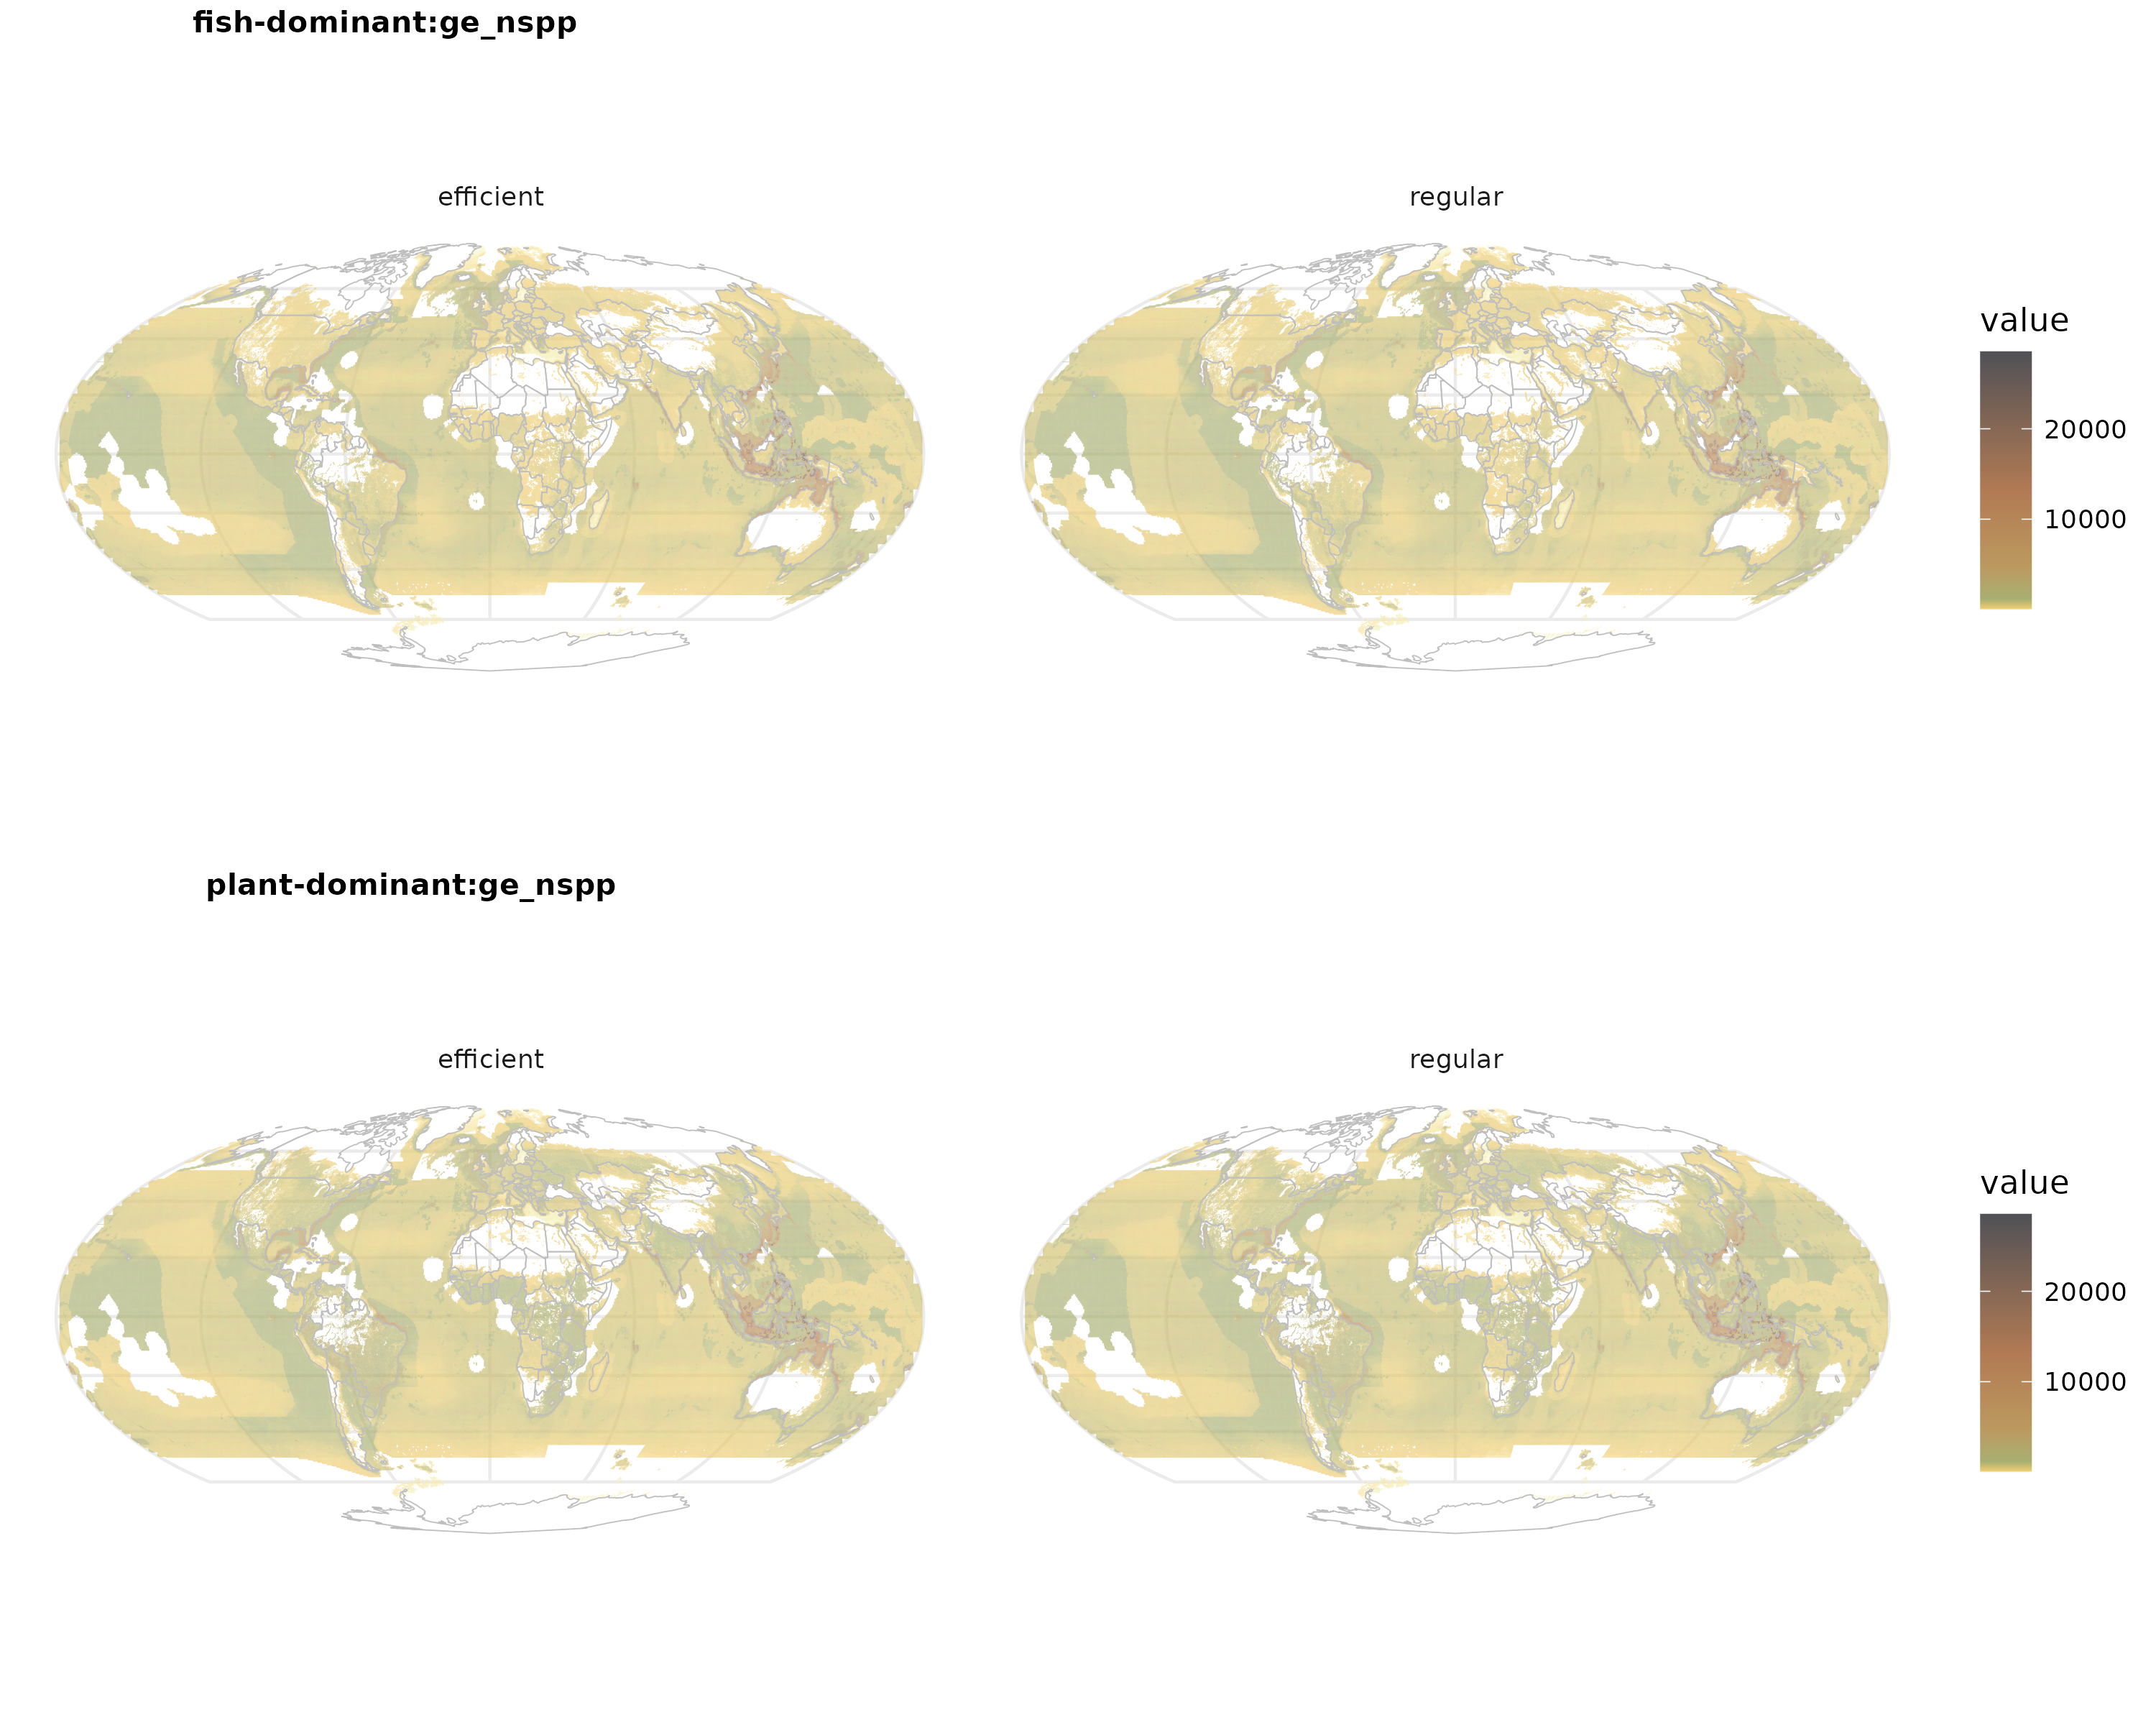 fish-dominant:ge_nspp
efficient
regular
value
20000
10000
plant-dominant:ge_nspp
efficient
regular
value
20000
10000